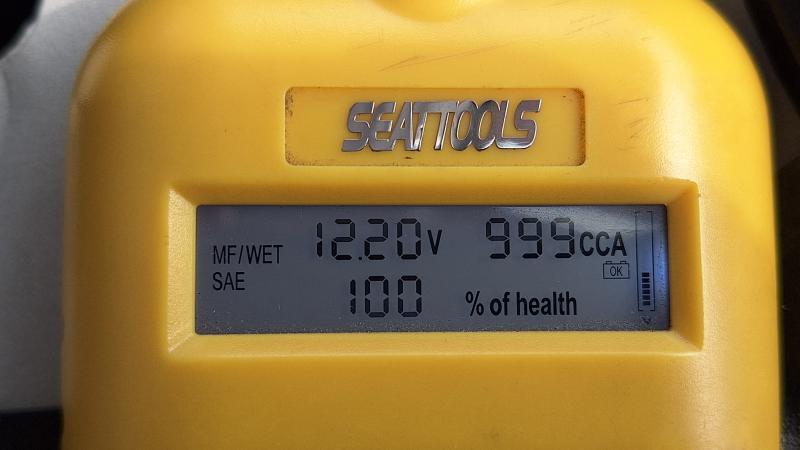 SEATTOOLS
MF/WET 12.20V 999CCA
SAE 100 % of health
OK